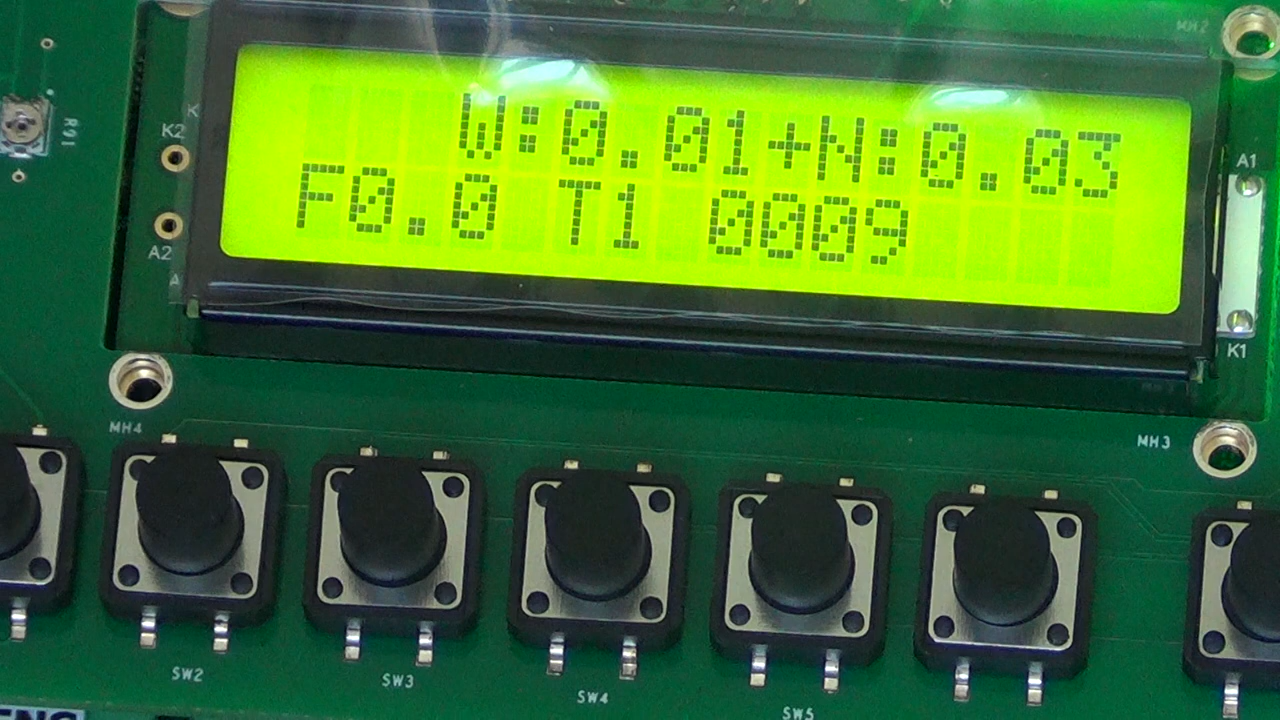 MH2
R91
K
K2
A2
A
W:0.01+N:0.03
F0.0 T1 0009
A1
K1
MH4
MH3
SW2
SW3
SW4
SW5